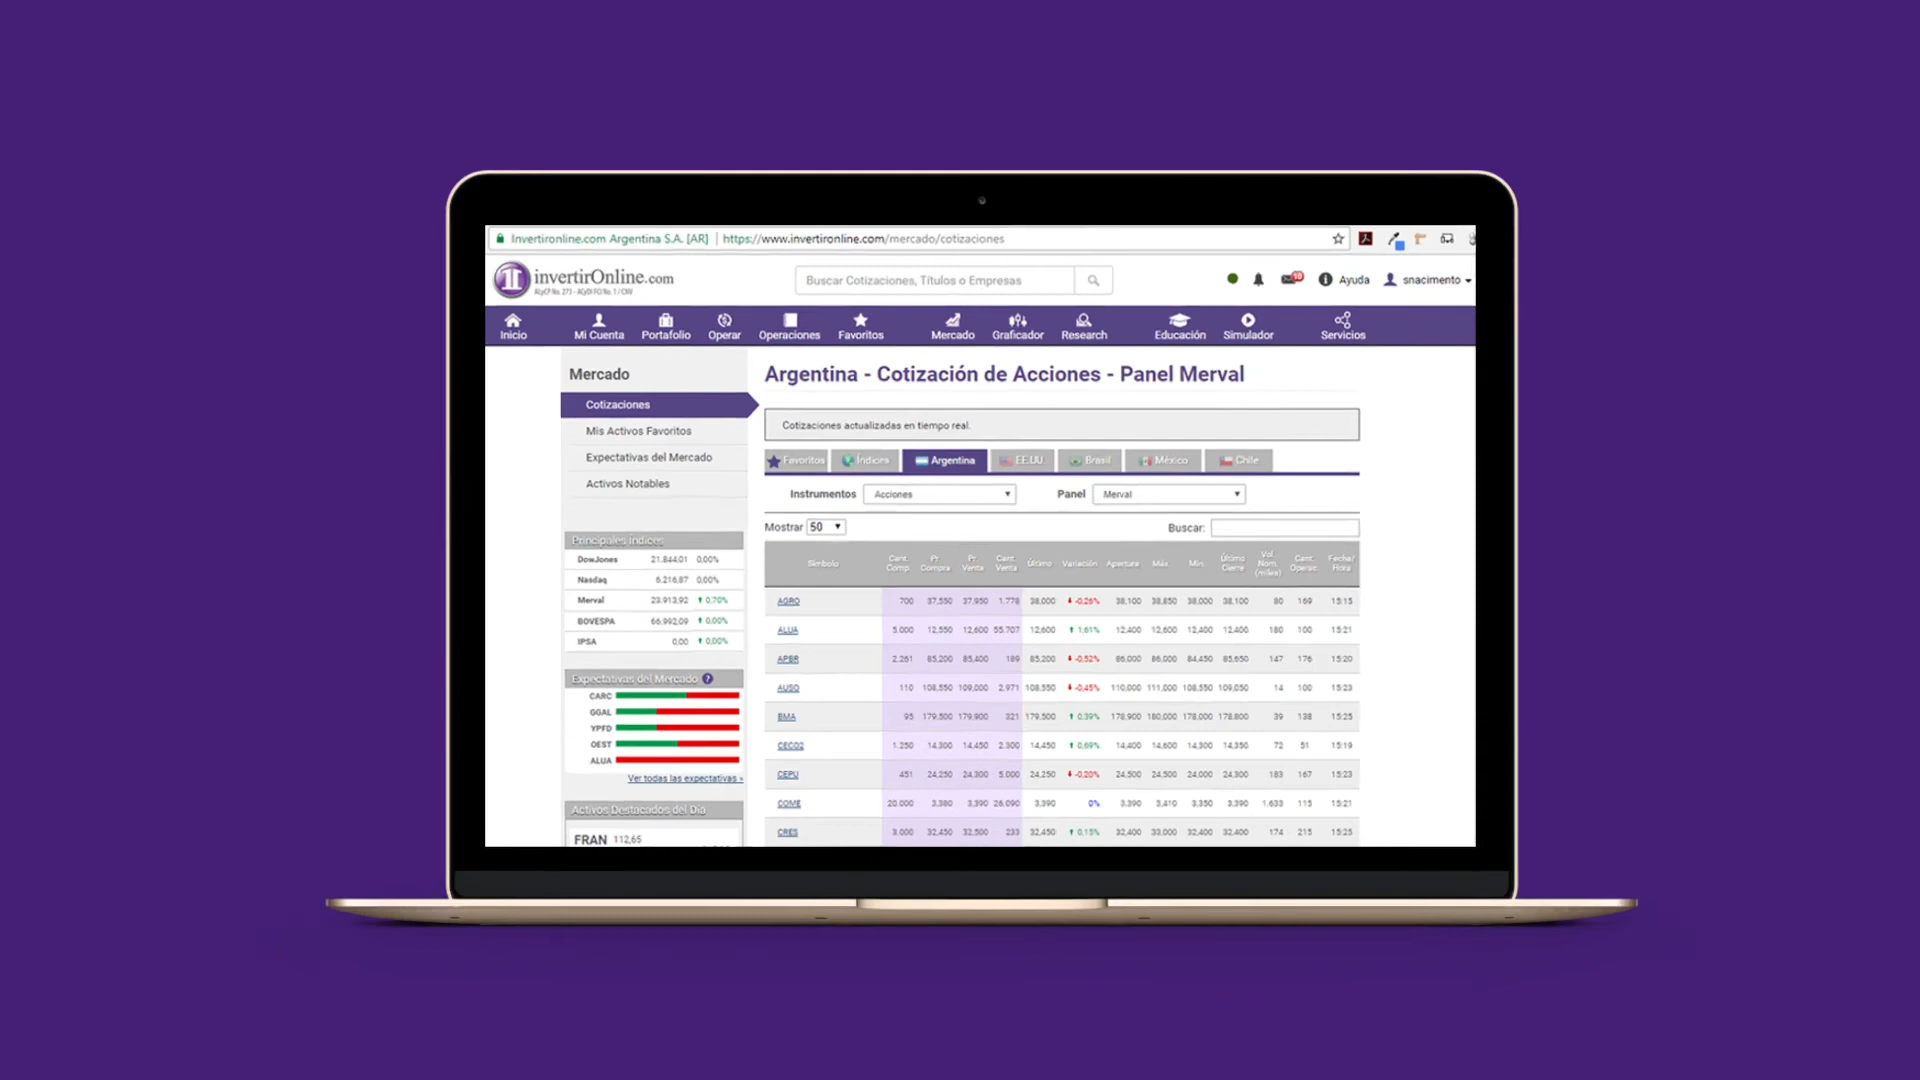 Invertironline.com Argentina S.A. [AR] | https://www.invertironline.com/mercado/cotizaciones
invertirOnline.com
ALyCP No. 273 - ACyDI FCI No. 1 / CNV
Buscar Cotizaciones, Títulos o Empresas
10
Ayuda
snacimento
Inicio Mi Cuenta Portafolio Operar Operaciones Favoritos Mercado Graficador Research Educación Simulador Servicios
Mercado
Cotizaciones
Mis Activos Favoritos
Expectativas del Mercado
Activos Notables
Principales índices
DowJones 21.844,01 0,00%
Nasdaq 6.216,87 0,00%
Merval 23.913,92 0,70%
BOVESPA 66.992,09 0,00%
IPSA 0,00 0,00%
Expectativas del Mercado ?
CARC
GGAL
YPFD
OEST
ALUA
Ver todas las expectativas »
Activos Destacados del Día
FRAN 112,65
Argentina - Cotización de Acciones - Panel Merval
Cotizaciones actualizadas en tiempo real.
Favoritos Índices Argentina EE.UU. Brasil México Chile
Instrumentos Acciones Panel Merval
Mostrar 50 Buscar:
Símbolo Cant. Comp. Pr. Compra Pr. Venta Cant. Venta Último Variación Apertura Máx. Mín. Último Cierre Vol. Nom. (miles) Cant. Operac. Fecha/ Hora
AGRO 700 37,550 37,950 1.778 38,000 -0,26% 38,100 38,850 38,000 38,100 80 169 15:15
ALUA 5.000 12,550 12,600 55.707 12,600 1,61% 12,400 12,600 12,400 12,400 180 100 15:21
APBR 2.261 85,200 85,400 189 85,200 -0,52% 86,000 86,000 84,450 85,650 147 176 15:20
AUSO 110 108,550 109,000 2.971 108,550 -0,45% 110,000 111,000 108,550 109,050 14 100 15:23
BMA 95 179,500 179,900 321 179,500 0,39% 178,900 180,000 178,000 178,800 39 138 15:25
CECO2 1.250 14,300 14,450 2.300 14,450 0,69% 14,400 14,600 14,300 14,350 72 51 15:19
CEPU 451 24,250 24,300 5.000 24,250 -0,20% 24,500 24,500 24,000 24,300 183 167 15:23
COME 20.000 3,380 3,390 26.090 3,390 0% 3,390 3,410 3,350 3,390 1.633 115 15:21
CRES 3.000 32,450 32,500 233 32,450 0,15% 32,400 33,000 32,400 32,400 174 215 15:25